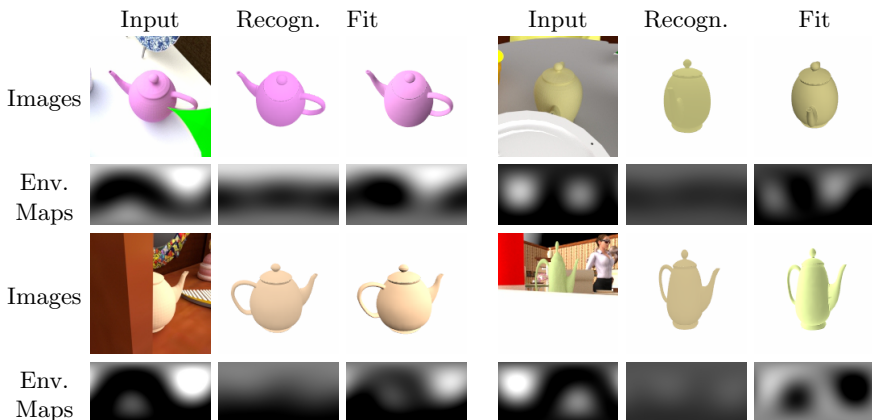 Input Recogn. Fit Input Recogn. Fit
Images
Env.
Maps
Images
Env.
Maps